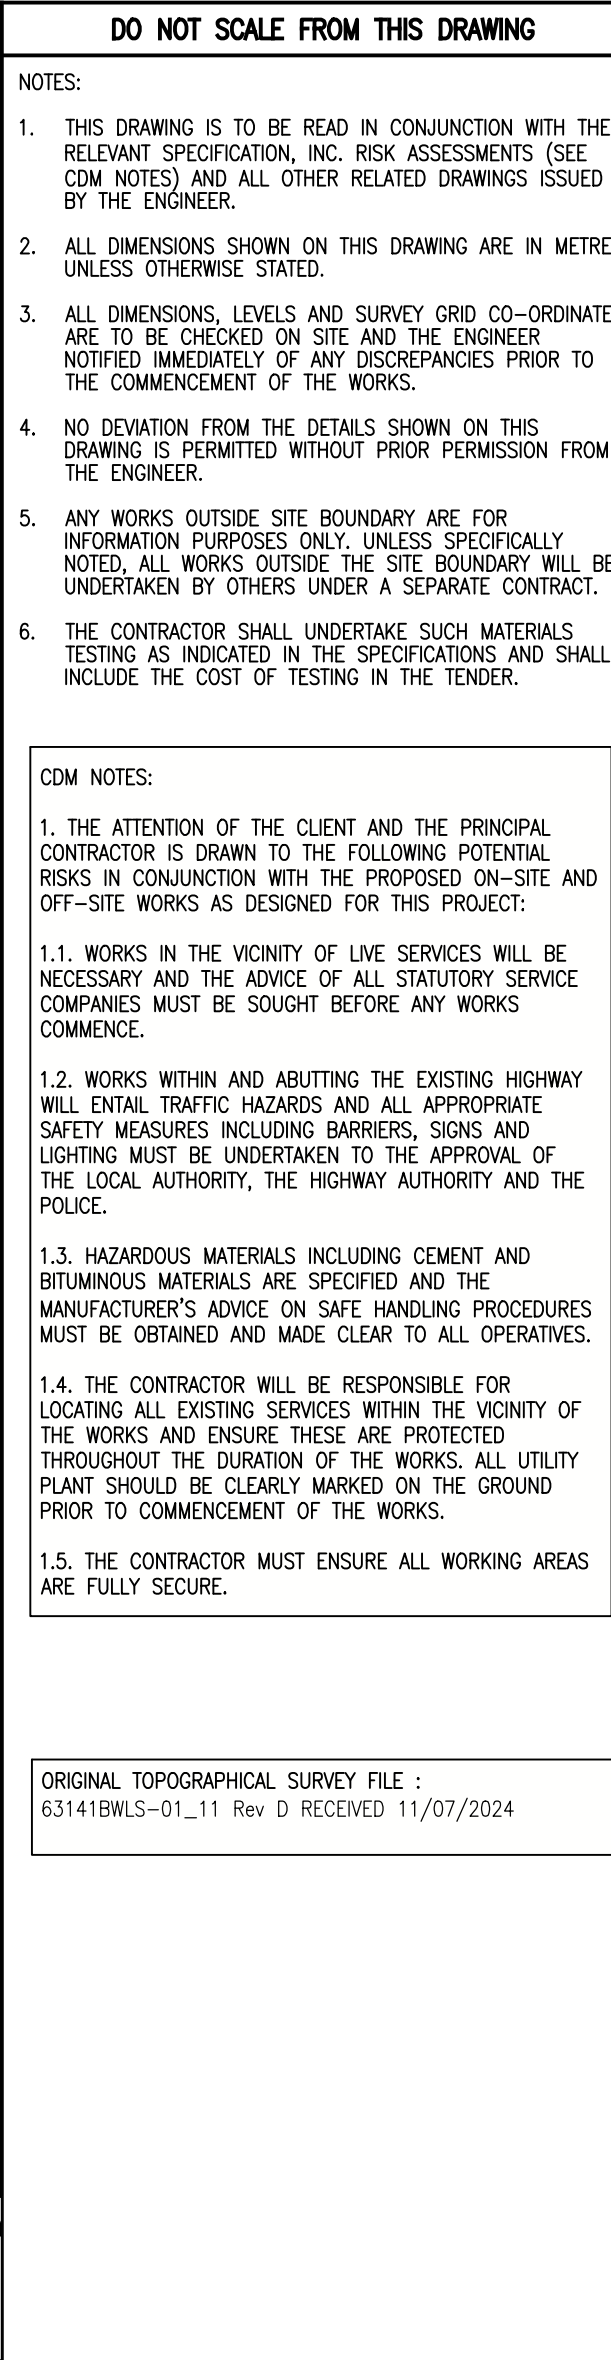 DO NOT SCALE FROM THIS DRAWING
NOTES:
1. THIS DRAWING IS TO BE READ IN CONJUNCTION WITH THE
RELEVANT SPECIFICATION, INC. RISK ASSESSMENTS (SEE
CDM NOTES) AND ALL OTHER RELATED DRAWINGS ISSUED
BY THE ENGINEER.
2. ALL DIMENSIONS SHOWN ON THIS DRAWING ARE IN METRE
UNLESS OTHERWISE STATED.
3. ALL DIMENSIONS, LEVELS AND SURVEY GRID CO-ORDINATE
ARE TO BE CHECKED ON SITE AND THE ENGINEER
NOTIFIED IMMEDIATELY OF ANY DISCREPANCIES PRIOR TO
THE COMMENCEMENT OF THE WORKS.
4. NO DEVIATION FROM THE DETAILS SHOWN ON THIS
DRAWING IS PERMITTED WITHOUT PRIOR PERMISSION FROM
THE ENGINEER.
5. ANY WORKS OUTSIDE SITE BOUNDARY ARE FOR
INFORMATION PURPOSES ONLY. UNLESS SPECIFICALLY
NOTED, ALL WORKS OUTSIDE THE SITE BOUNDARY WILL BE
UNDERTAKEN BY OTHERS UNDER A SEPARATE CONTRACT.
6. THE CONTRACTOR SHALL UNDERTAKE SUCH MATERIALS
TESTING AS INDICATED IN THE SPECIFICATIONS AND SHALL
INCLUDE THE COST OF TESTING IN THE TENDER.
CDM NOTES:
1. THE ATTENTION OF THE CLIENT AND THE PRINCIPAL
CONTRACTOR IS DRAWN TO THE FOLLOWING POTENTIAL
RISKS IN CONJUNCTION WITH THE PROPOSED ON-SITE AND
OFF-SITE WORKS AS DESIGNED FOR THIS PROJECT:
1.1. WORKS IN THE VICINITY OF LIVE SERVICES WILL BE
NECESSARY AND THE ADVICE OF ALL STATUTORY SERVICE
COMPANIES MUST BE SOUGHT BEFORE ANY WORKS
COMMENCE.
1.2. WORKS WITHIN AND ABUTTING THE EXISTING HIGHWAY
WILL ENTAIL TRAFFIC HAZARDS AND ALL APPROPRIATE
SAFETY MEASURES INCLUDING BARRIERS, SIGNS AND
LIGHTING MUST BE UNDERTAKEN TO THE APPROVAL OF
THE LOCAL AUTHORITY, THE HIGHWAY AUTHORITY AND THE
POLICE.
1.3. HAZARDOUS MATERIALS INCLUDING CEMENT AND
BITUMINOUS MATERIALS ARE SPECIFIED AND THE
MANUFACTURER'S ADVICE ON SAFE HANDLING PROCEDURES
MUST BE OBTAINED AND MADE CLEAR TO ALL OPERATIVES.
1.4. THE CONTRACTOR WILL BE RESPONSIBLE FOR
LOCATING ALL EXISTING SERVICES WITHIN THE VICINITY OF
THE WORKS AND ENSURE THESE ARE PROTECTED
THROUGHOUT THE DURATION OF THE WORKS. ALL UTILITY
PLANT SHOULD BE CLEARLY MARKED ON THE GROUND
PRIOR TO COMMENCEMENT OF THE WORKS.
1.5. THE CONTRACTOR MUST ENSURE ALL WORKING AREAS
ARE FULLY SECURE.
ORIGINAL TOPOGRAPHICAL SURVEY FILE :
63141BWLS-01_11 Rev D RECEIVED 11/07/2024